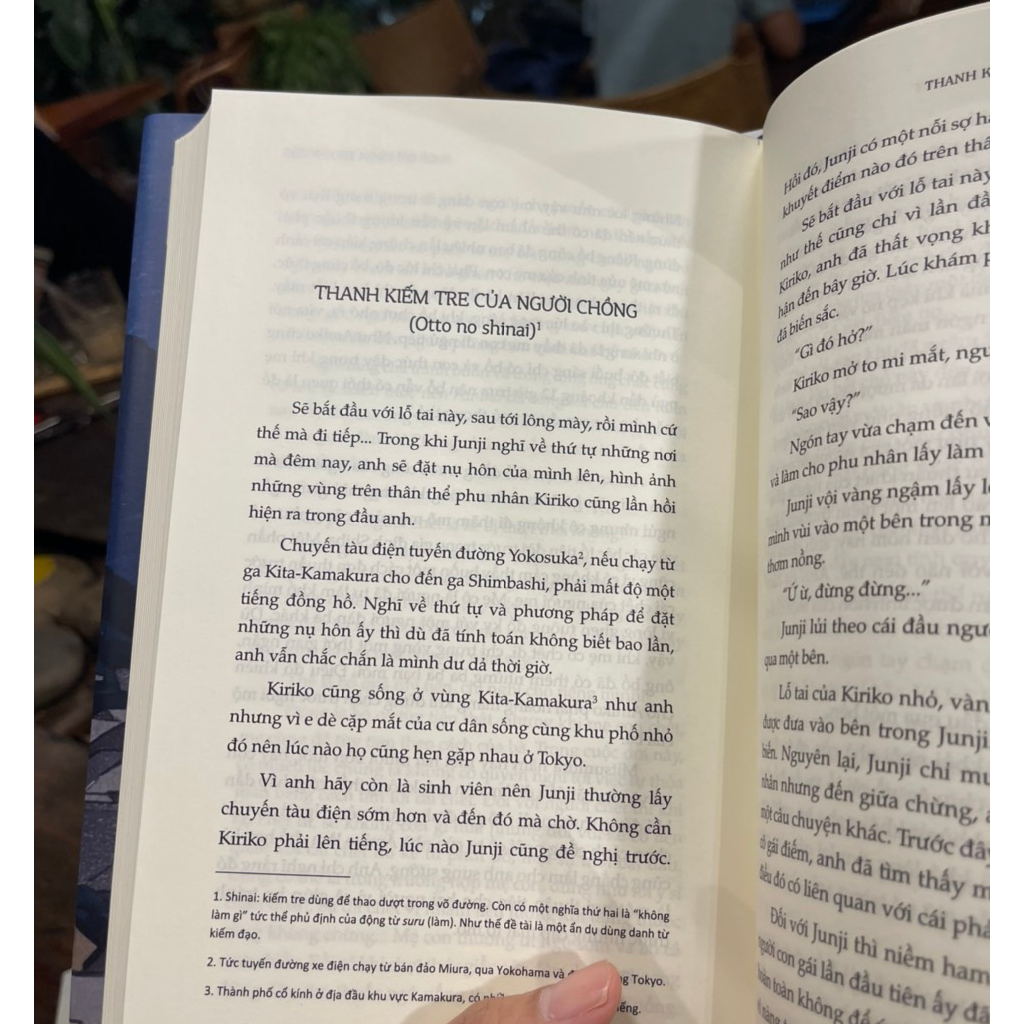 THANH KIẾM TRE CỦA NGƯỜI CHỒNG
(Otto no shinai)¹
Sẽ bắt đầu với lỗ tai này, sau tới lông mày, rồi mình cứ
thế mà đi tiếp... Trong khi Junji nghĩ về thứ tự những nơi
mà đêm nay, anh sẽ đặt nụ hôn của mình lên, hình ảnh
những vùng trên thân thể phu nhân Kiriko cũng lần hồi
hiện ra trong đầu anh.
Chuyến tàu điện tuyến đường Yokosuka², nếu chạy từ
ga Kita-Kamakura cho đến ga Shimbashi, phải mất độ một
tiếng đồng hồ. Nghĩ về thứ tự và phương pháp để đặt
những nụ hôn ấy thì dù đã tính toán không biết bao lần,
anh vẫn chắc chắn là mình dư dả thời giờ.
Kiriko cũng sống ở vùng Kita-Kamakura³ như anh
nhưng vì e dè cặp mắt của cư dân sống cùng khu phố nhỏ
đó nên lúc nào họ cũng hẹn gặp nhau ở Tokyo.
Vì anh hãy còn là sinh viên nên Junji thường lấy
chuyến tàu điện sớm hơn và đến đó mà chờ. Không cần
Kiriko phải lên tiếng, lúc nào Junji cũng đề nghị trước.
1. Shinai: kiếm tre dùng để thao dượt trong võ đường. Còn có một nghĩa thứ hai là “không
làm gì” tức thể phủ định của động từ suru (làm). Như thế đề tài là một ẩn dụ dùng danh từ
kiếm đạo.
2. Tức tuyến đường xe điện chạy từ bán đảo Miura, qua Yokohama và Tokyo.
3. Thành phố cổ kính ở địa đầu khu vực Kamakura, có tiếng.
THANH
Hồi đó, Junji có một nỗi sợ
khuyết điểm nào đó trên
Sẽ bắt đầu với lỗ tai này
như thế cũng chỉ vì lần
Kiriko, anh đã thất vọng
hận đến bây giờ. Lúc khám
đã biến sắc.
“Gì đó hở?”
Kiriko mở to mi mắt,
“Sao vậy?”
Ngón tay vừa chạm đến
và làm cho phu nhân lấy làm
Junji vội vàng ngậm lấy
mình vùi vào một bên trong
thơm nồng.
“Ứ ừ, đừng đừng...”
Junji lủi theo cái đầu
qua một bên.
Lỗ tai của Kiriko nhỏ,
được đưa vào bên trong Junji
biến. Nguyên lại, Junji chỉ
nhân nhưng đến giữa chừng,
một câu chuyện khác. Trước
cô gái điếm, anh đã tìm thấy
điều đó có liên quan với cái
Đối với Junji thì niềm ham
người con gái lần đầu tiên ấy
hoàn toàn không